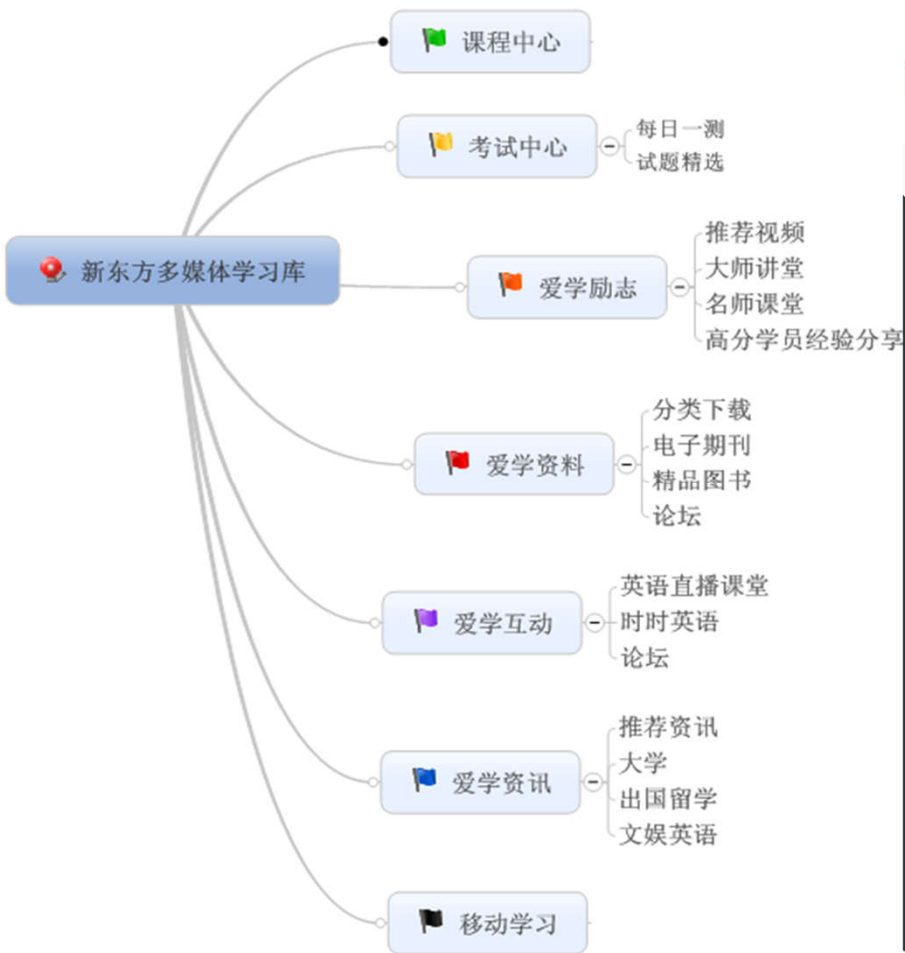 课程中心
考试中心
每日一测
试题精选
新东方多媒体学习库
爱学励志
推荐视频
大师讲堂
名师课堂
高分学员经验分享
爱学资料
分类下载
电子期刊
精品图书
论坛
爱学互动
英语直播课堂
时时英语
论坛
爱学资讯
推荐资讯
大学
出国留学
文娱英语
移动学习